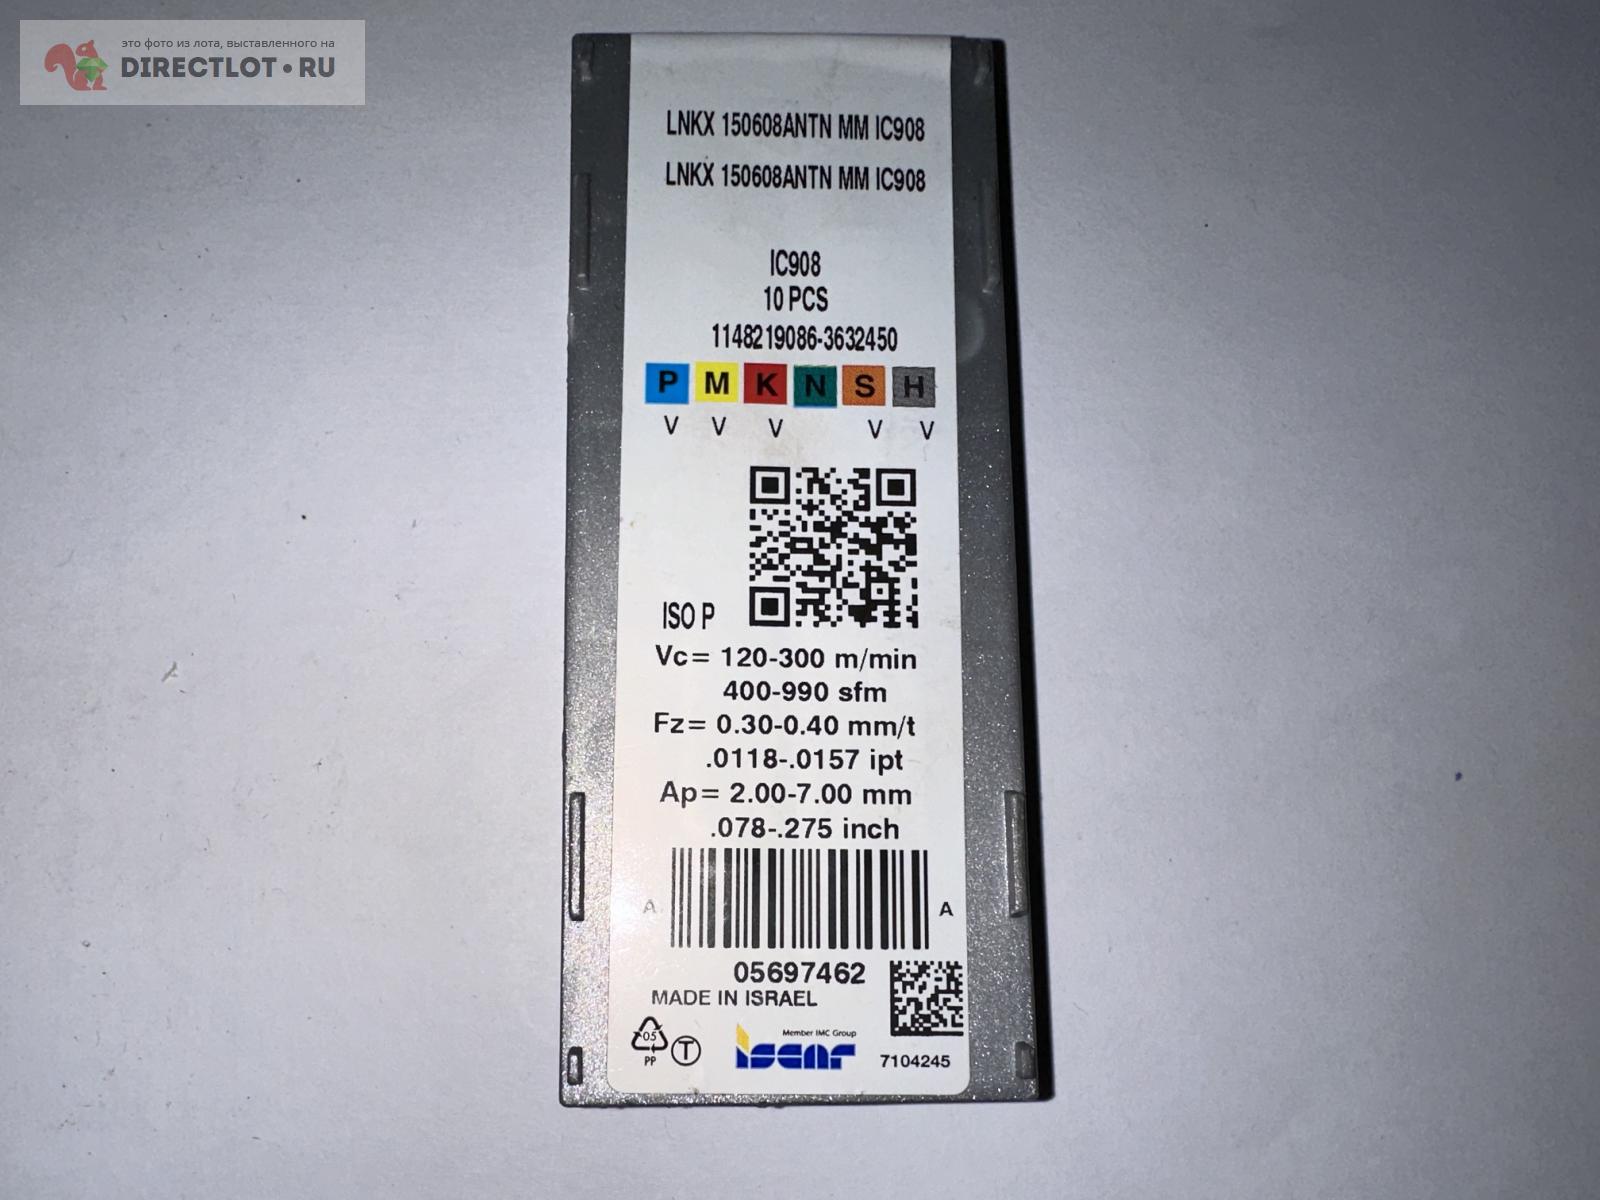 это фото из лота, выставленного на
DIRECTLOT•RU
LNKX 150608ANTN MM IC908
LNKX 150608ANTN MM IC908
IC908
10 PCS
1148219086-3632450
P M K N S H
V V V V V
ISO P
Vc= 120-300 m/min
400-990 sfm
Fz= 0.30-0.40 mm/t
.0118-.0157 ipt
Ap= 2.00-7.00 mm
.078-.275 inch
A A
05697462
MADE IN ISRAEL
05
PP
T
Member IMC Group
iscar
7104245